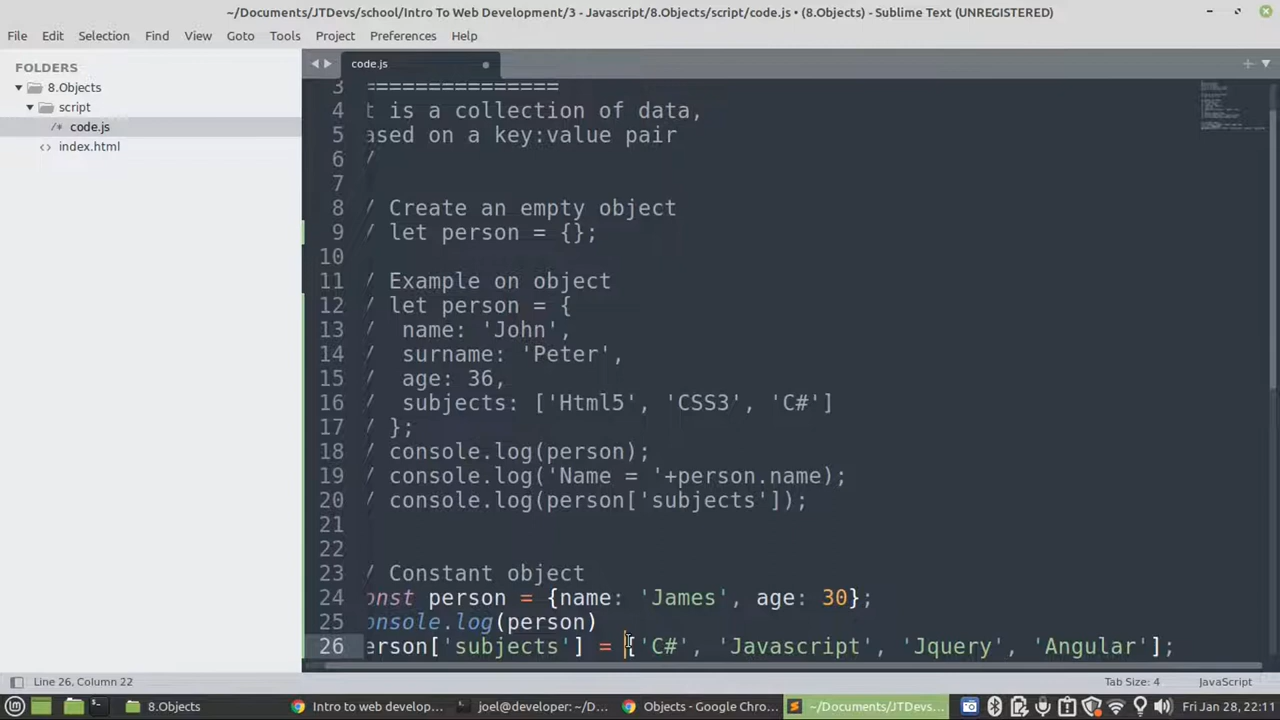 ~/Documents/JTDevs/school/Intro To Web Development/3 - Javascript/8.Objects/script/code.js • (8.Objects) - Sublime Text (UNREGISTERED)
File Edit Selection Find View Goto Tools Project Preferences Help
FOLDERS
8.Objects
script
/* code.js
<> index.html
code.js
3 ===============
4 t is a collection of data,
5 ased on a key:value pair
6 /
7
8 / Create an empty object
9 / let person = {};
10
11 / Example on object
12 / let person = {
13 / name: 'John',
14 / surname: 'Peter',
15 / age: 36,
16 / subjects: ['Html5', 'CSS3', 'C#']
17 / };
18 / console.log(person);
19 / console.log('Name = '+person.name);
20 / console.log(person['subjects']);
21
22
23 / Constant object
24 onst person = {name: 'James', age: 30};
25 onsole.log(person)
26 erson['subjects'] = ['C#', 'Javascript', 'Jquery', 'Angular'];
Line 26, Column 22 Tab Size: 4 JavaScript
8.Objects Intro to web develop... joel@developer: ~/D... Objects - Google Chro... ~/Documents/JTDevs... Fri Jan 28, 22:11